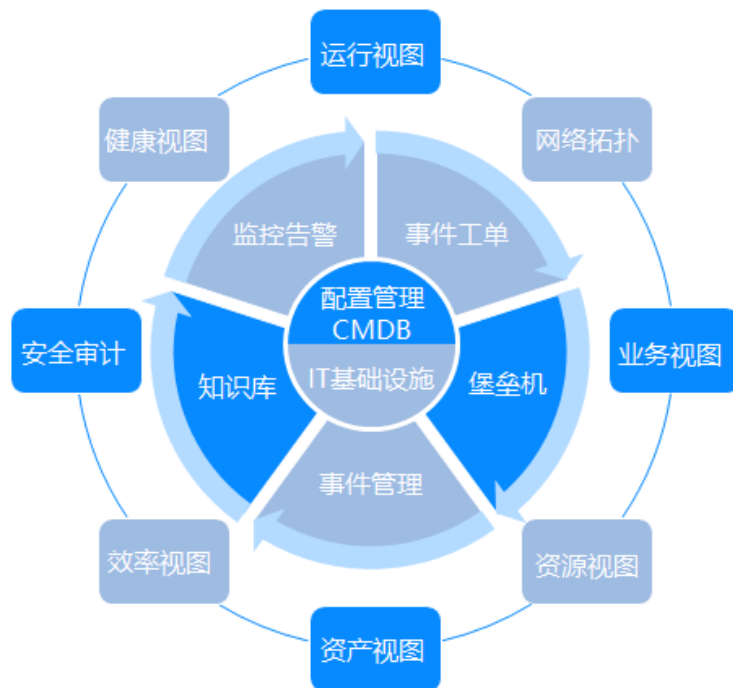 运行视图
健康视图
网络拓扑
监控告警
事件工单
配置管理
CMDB
安全审计
知识库
IT基础设施
堡垒机
业务视图
事件管理
效率视图
资源视图
资产视图